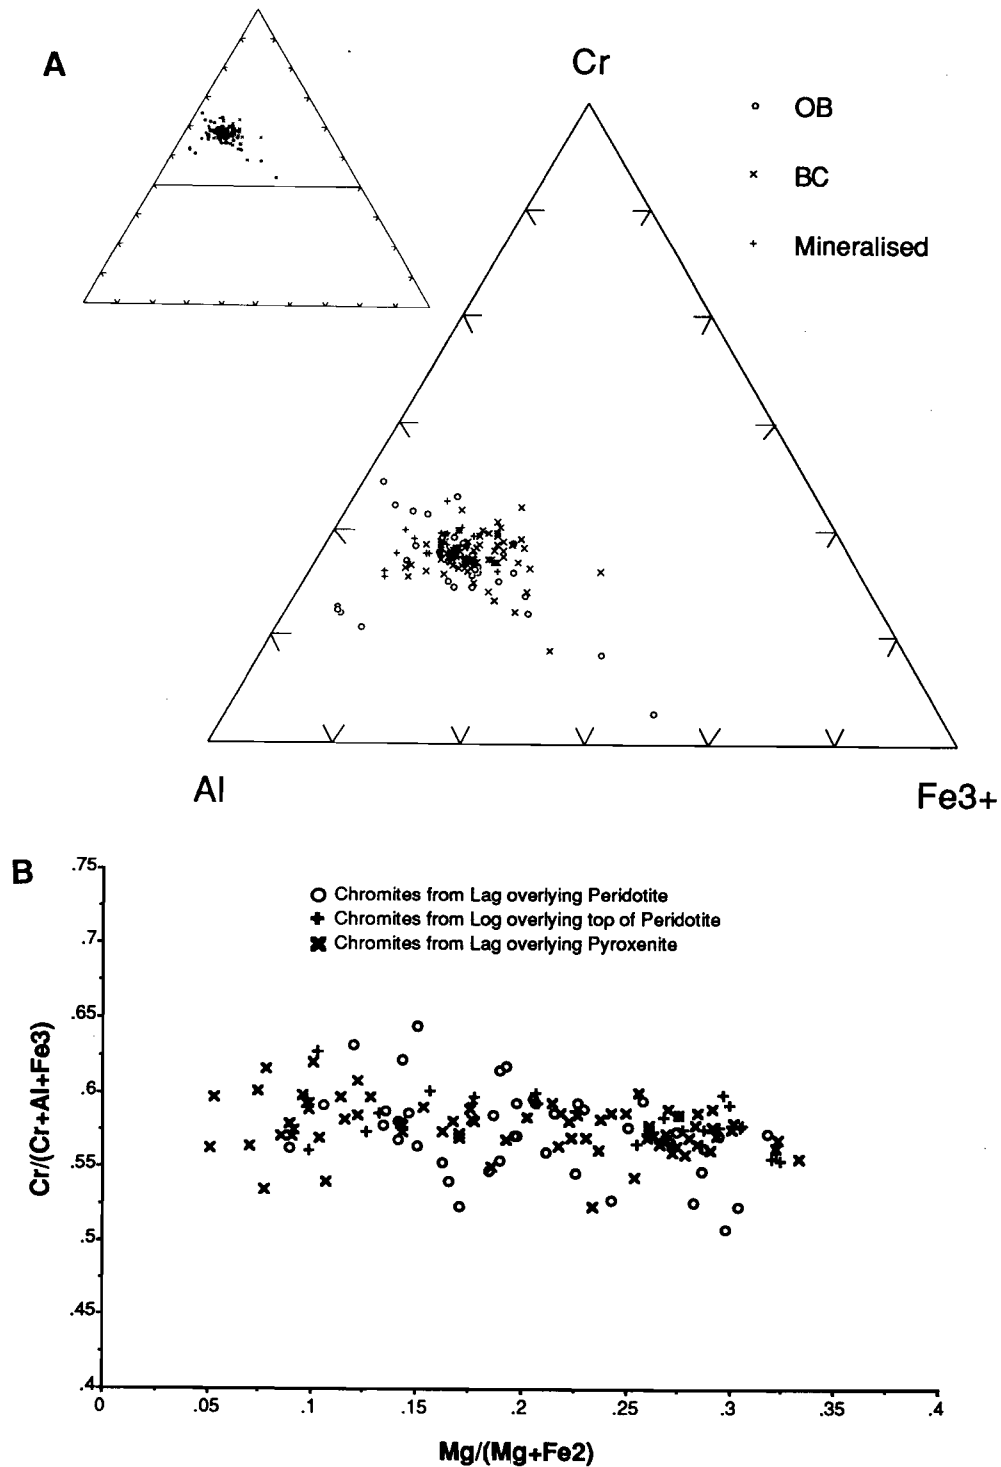 A
Cr
OB
BC
Mineralised
Al
Fe3+
B
.75
.7
.65
.6
.55
.5
.45
.4
Cr/(Cr+Al+Fe3)
Chromites from Lag overlying Peridotite
Chromites from Log overlying top of Peridotite
Chromites from Lag overlying Pyroxenite
0 .05 .1 .15 .2 .25 .3 .35 .4
Mg/(Mg+Fe2)